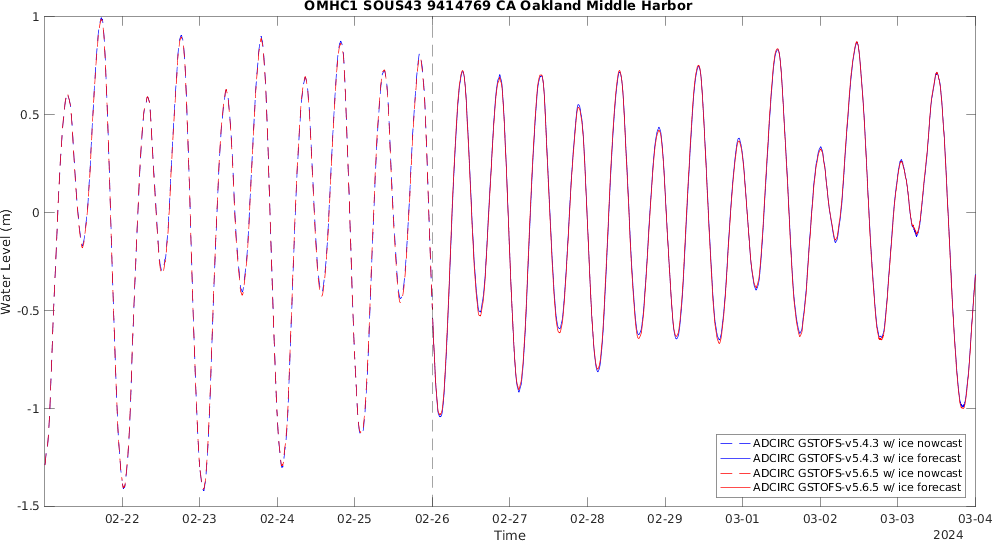 OMHC1 SOUS43 9414769 CA Oakland Middle Harbor
1
0.5
0
-0.5
-1
-1.5
Water Level (m)
02-22
02-23
02-24
02-25
02-26
02-27
02-28
02-29
03-01
03-02
03-03
03-04
Time
2024
ADCIRC GSTOFS-v5.4.3 w/ ice nowcast
ADCIRC GSTOFS-v5.4.3 w/ ice forecast
ADCIRC GSTOFS-v5.6.5 w/ ice nowcast
ADCIRC GSTOFS-v5.6.5 w/ ice forecast